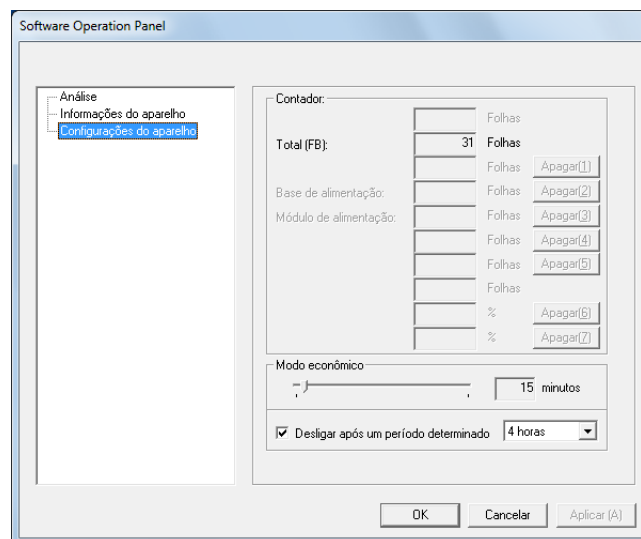 Software Operation Panel
Análise
Informações do aparelho
Configurações do aparelho
Contador:
Folhas
Total (FB): 31 Folhas
Folhas Apagar(1)
Base de alimentação: Folhas Apagar(2)
Módulo de alimentação: Folhas Apagar(3)
Folhas Apagar(4)
Folhas Apagar(5)
Folhas
% Apagar(6)
% Apagar(7)
Modo econômico
15 minutos
Desligar após um período determinado 4 horas
OK Cancelar Aplicar (A)